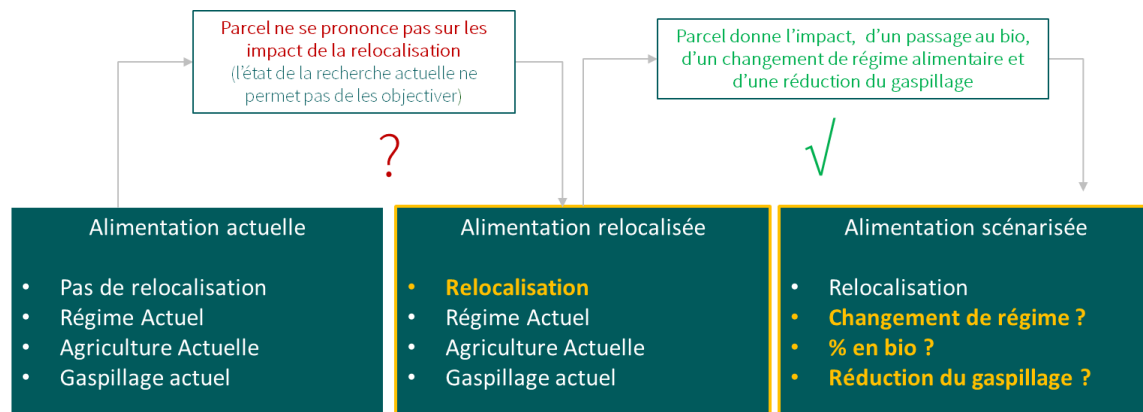 Parcel ne se prononce pas sur les
impact de la relocalisation
(l'état de la recherche actuelle ne
permet pas de les objectiver)
Parcel donne l'impact, d'un passage au bio,
d'un changement de régime alimentaire et
d'une réduction du gaspillage
?
√
Alimentation actuelle
• Pas de relocalisation
• Régime Actuel
• Agriculture Actuelle
• Gaspillage actuel
Alimentation relocalisée
• Relocalisation
• Régime Actuel
• Agriculture Actuelle
• Gaspillage actuel
Alimentation scénarisée
• Relocalisation
• Changement de régime ?
• % en bio ?
• Réduction du gaspillage ?